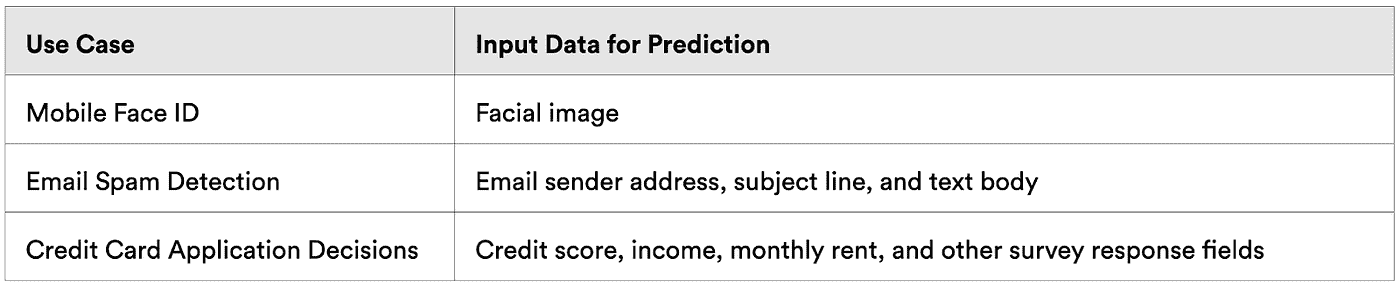 Use Case Input Data for Prediction
Mobile Face ID Facial image
Email Spam Detection Email sender address, subject line, and text body
Credit Card Application Decisions Credit score, income, monthly rent, and other survey response fields